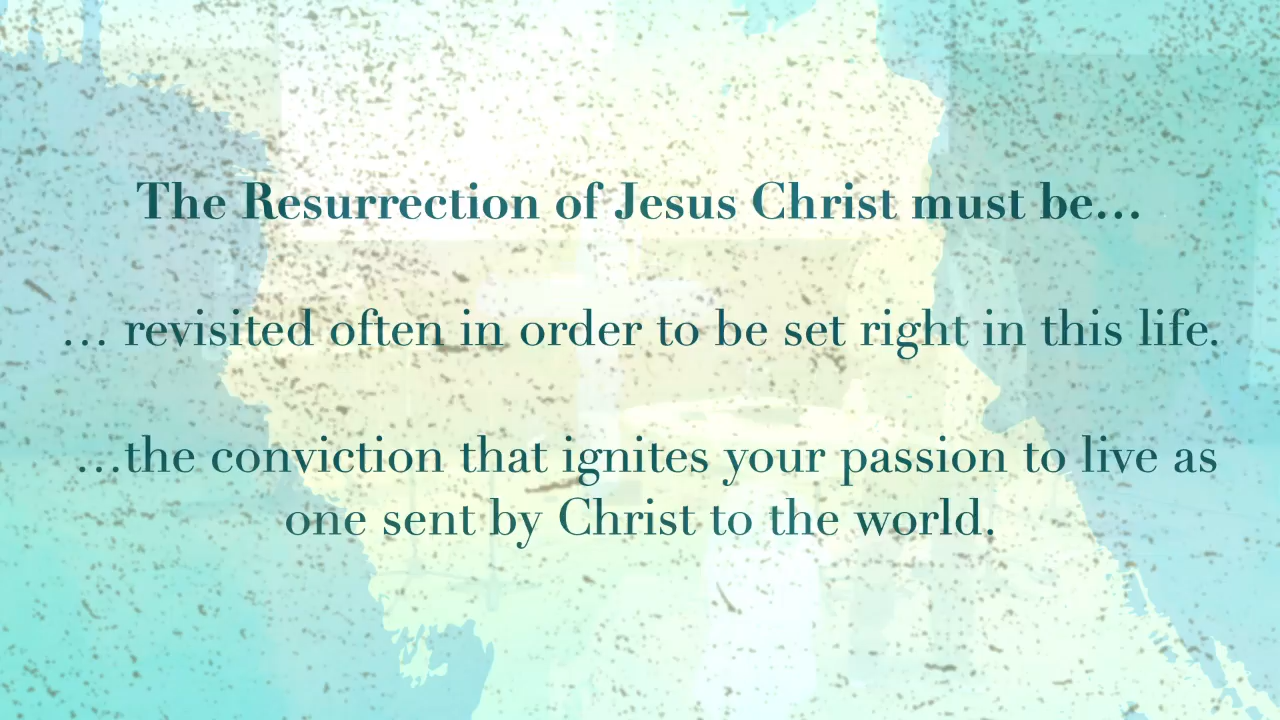 The Resurrection of Jesus Christ must be...
... revisited often in order to be set right in this life.
...the conviction that ignites your passion to live as
one sent by Christ to the world.